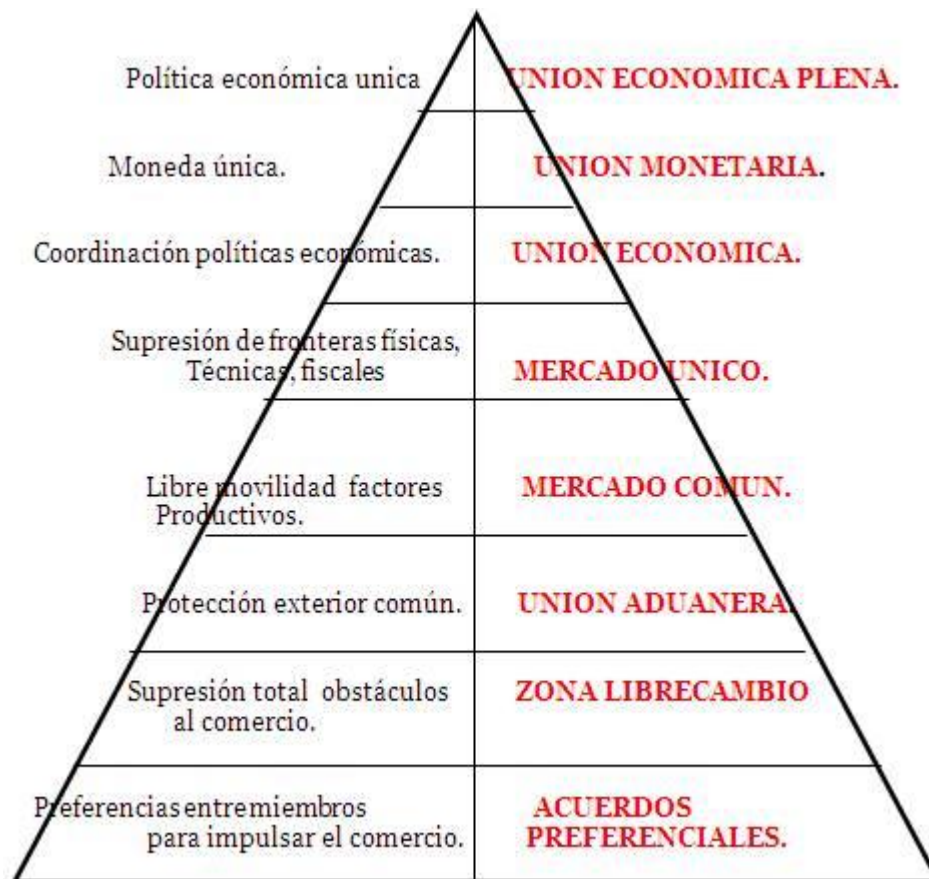 Política económica unica
UNION ECONOMICA PLENA.
Moneda única.
UNION MONETARIA.
Coordinación políticas económicas.
UNION ECONOMICA.
Supresión de fronteras físicas,
Técnicas, fiscales
MERCADO UNICO.
Libre movilidad factores
Productivos.
MERCADO COMUN.
Protección exterior común.
UNION ADUANERA.
Supresión total obstáculos
al comercio.
ZONA LIBRECAMBIO
Preferencias entre miembros
para impulsar el comercio.
ACUERDOS
PREFERENCIALES.